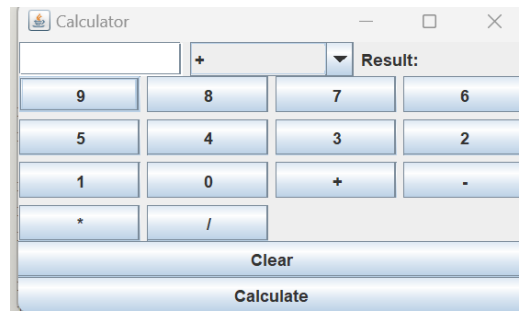 Calculator
+ Result:
9 8 7 6
5 4 3 2
1 0 + -
* /
Clear
Calculate